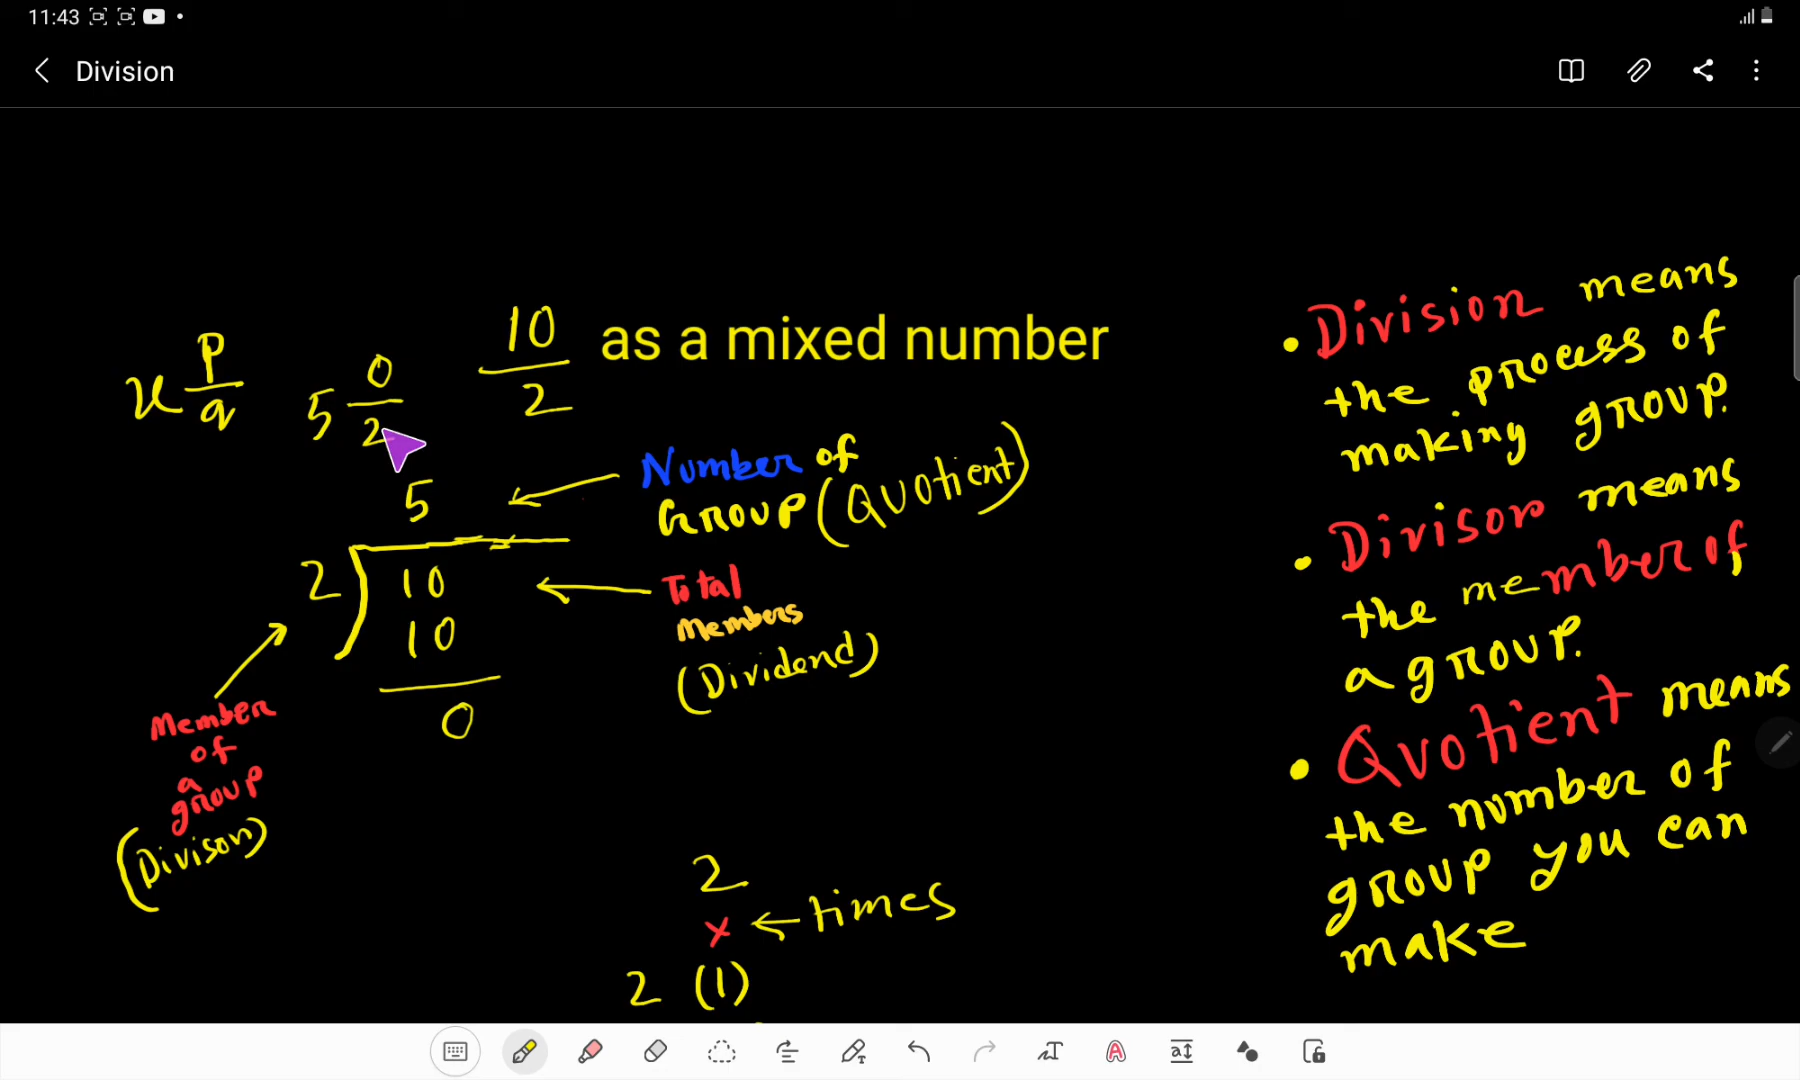 11:43
Division
x p/q
5 0/2
10/2 as a mixed number
Number of
Group (Quotient)
5
2 10
10
0
Total
Members
(Dividend)
Member
of
a
group
(Divisor)
2
x ← times
2 (1)
• Division means
the process of
making group.
• Divisor means
the member of
a group.
• Quotient means
the number of
group you can
make